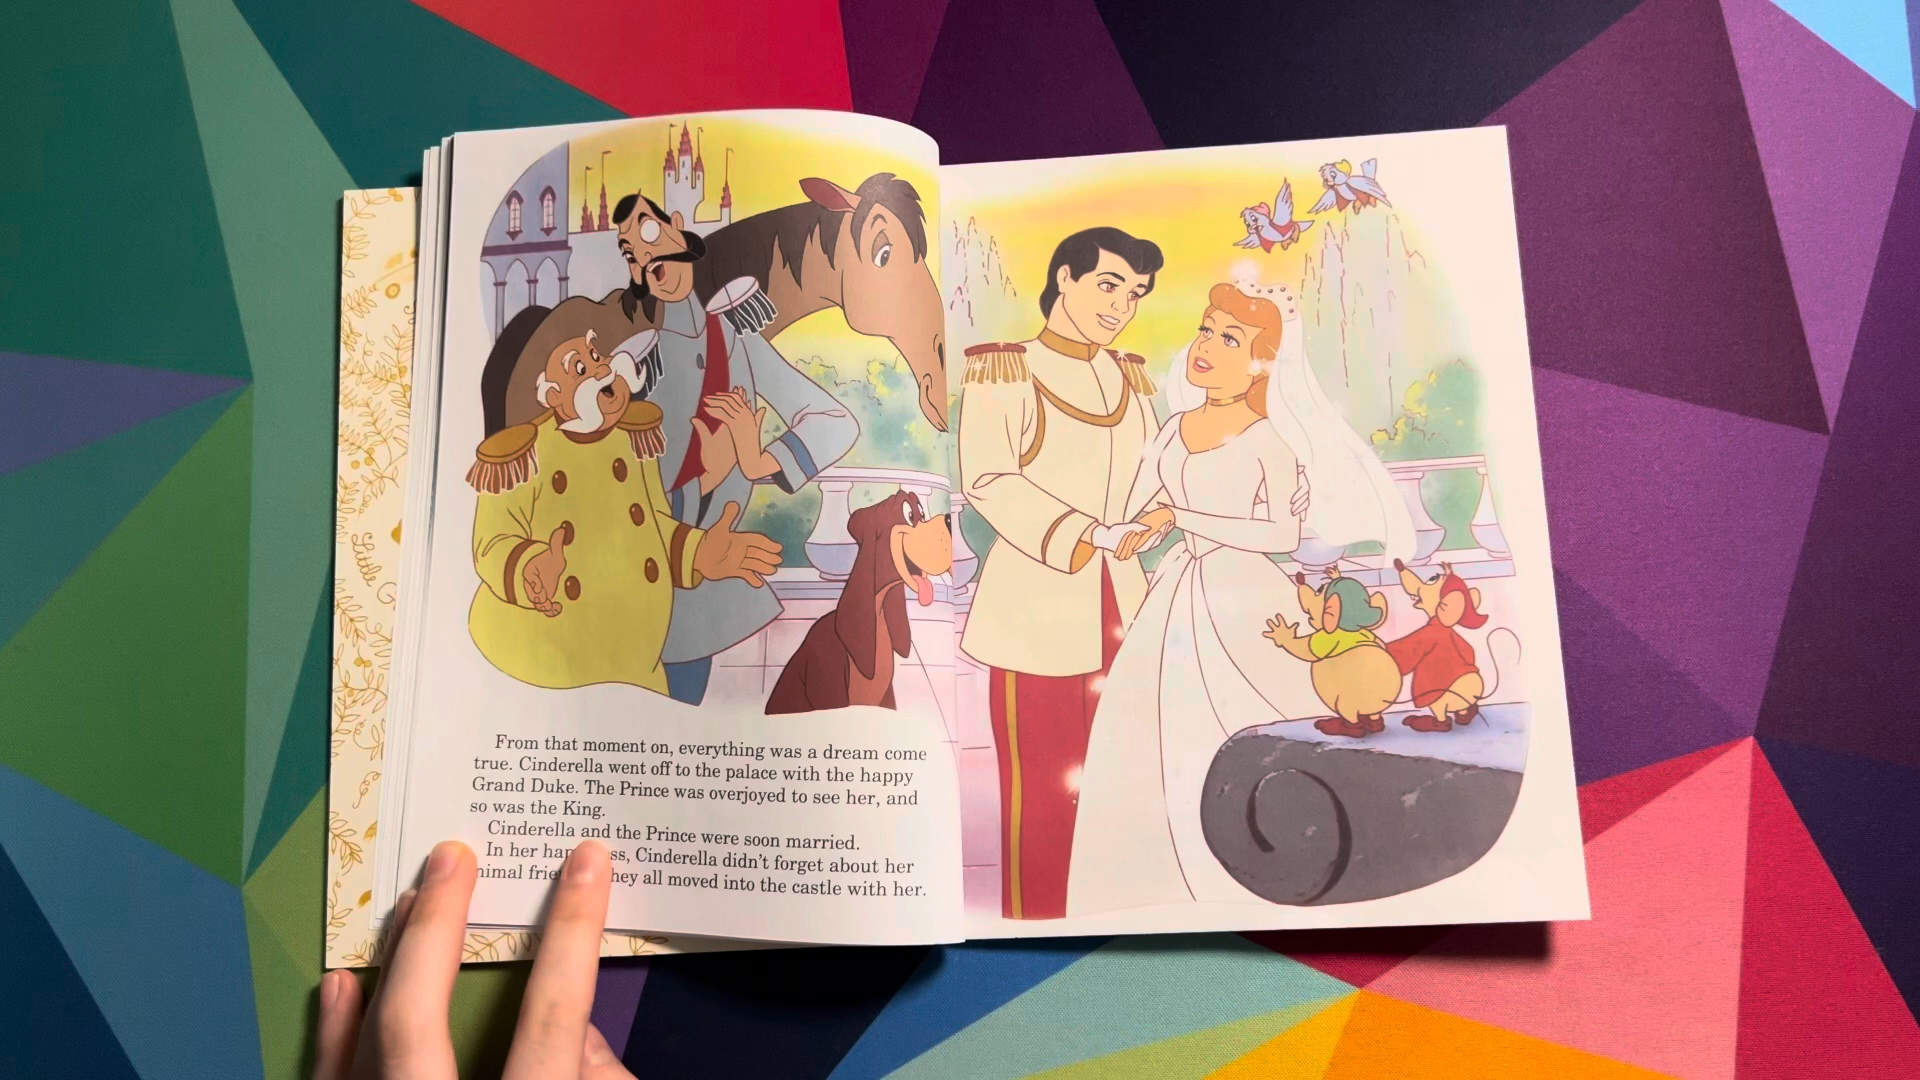 Little G
From that moment on, everything was a dream come
true. Cinderella went off to the palace with the happy
Grand Duke. The Prince was overjoyed to see her, and
so was the King.
Cinderella and the Prince were soon married.
In her hap ss, Cinderella didn't forget about her
nimal frie hey all moved into the castle with her.